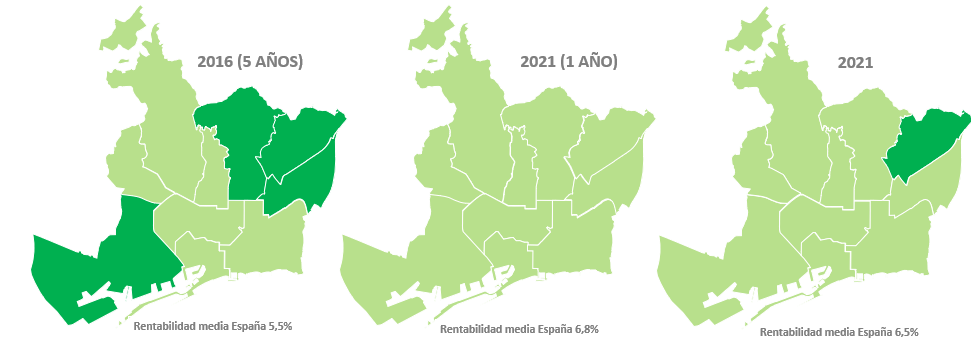 2016 (5 AÑOS)
2021 (1 AÑO)
2021
Rentabilidad media España 5,5%
Rentabilidad media España 6,8%
Rentabilidad media España 6,5%